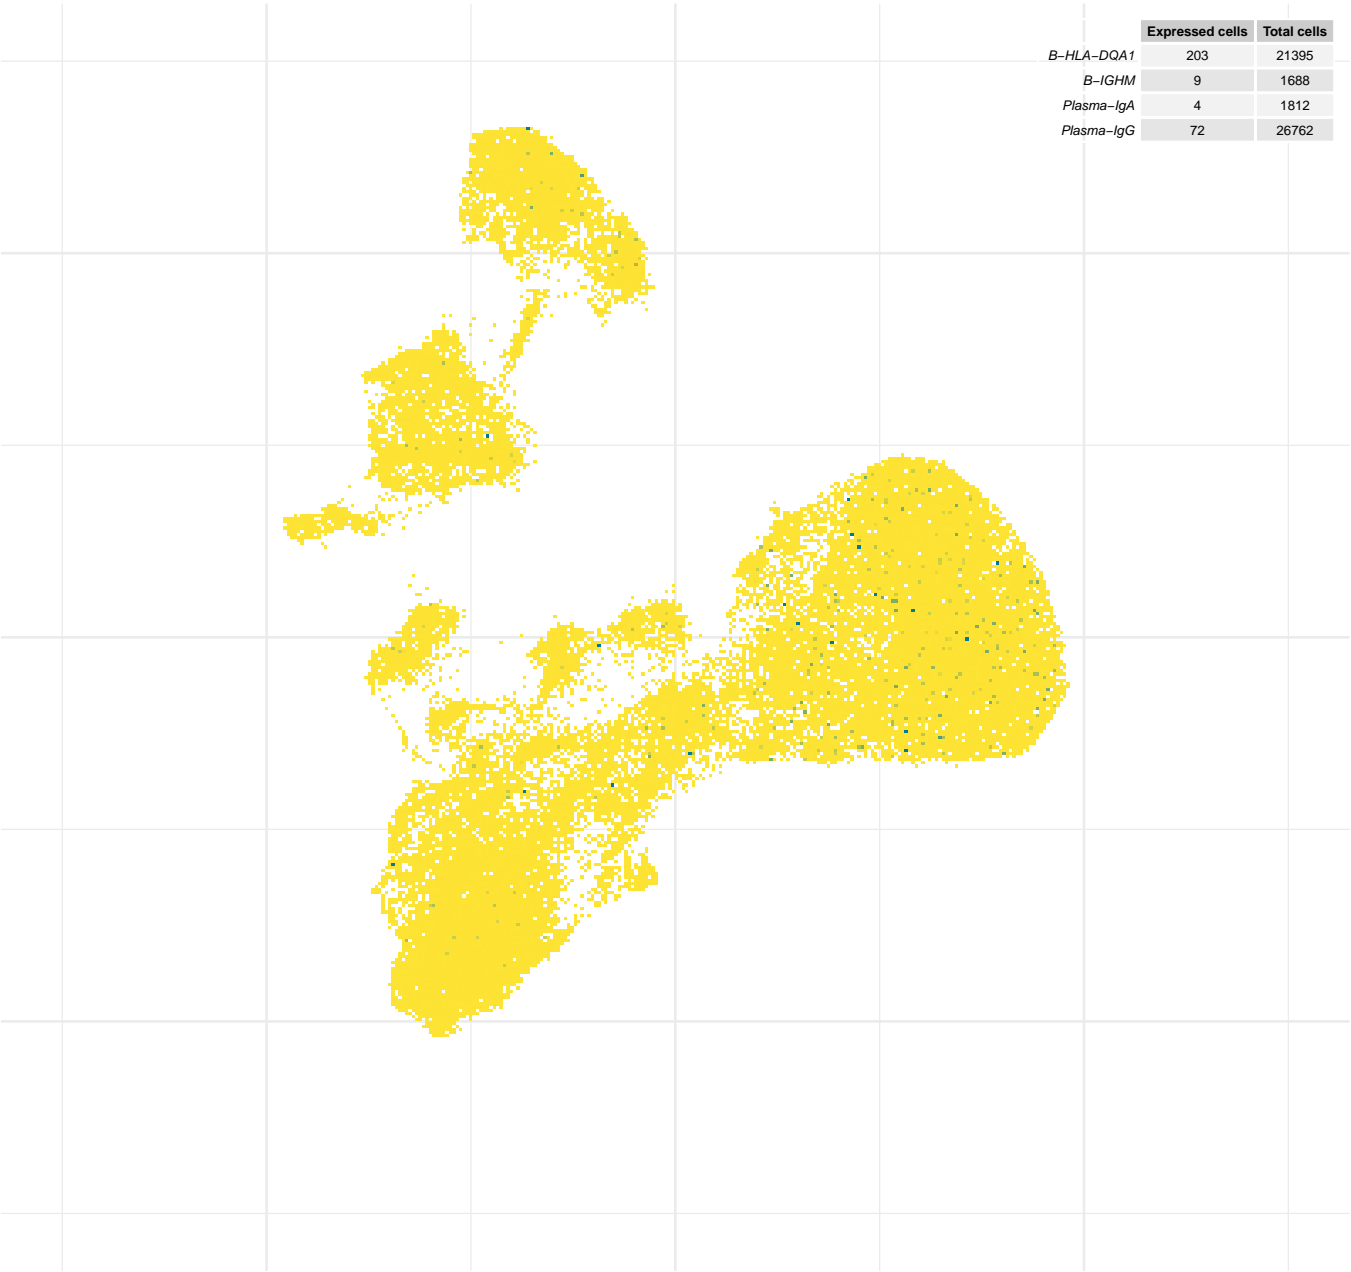 Expressed cells Total cells
B−HLA−DQA1 203 21395
B−IGHM 9 1688
Plasma−IgA 4 1812
Plasma−IgG 72 26762